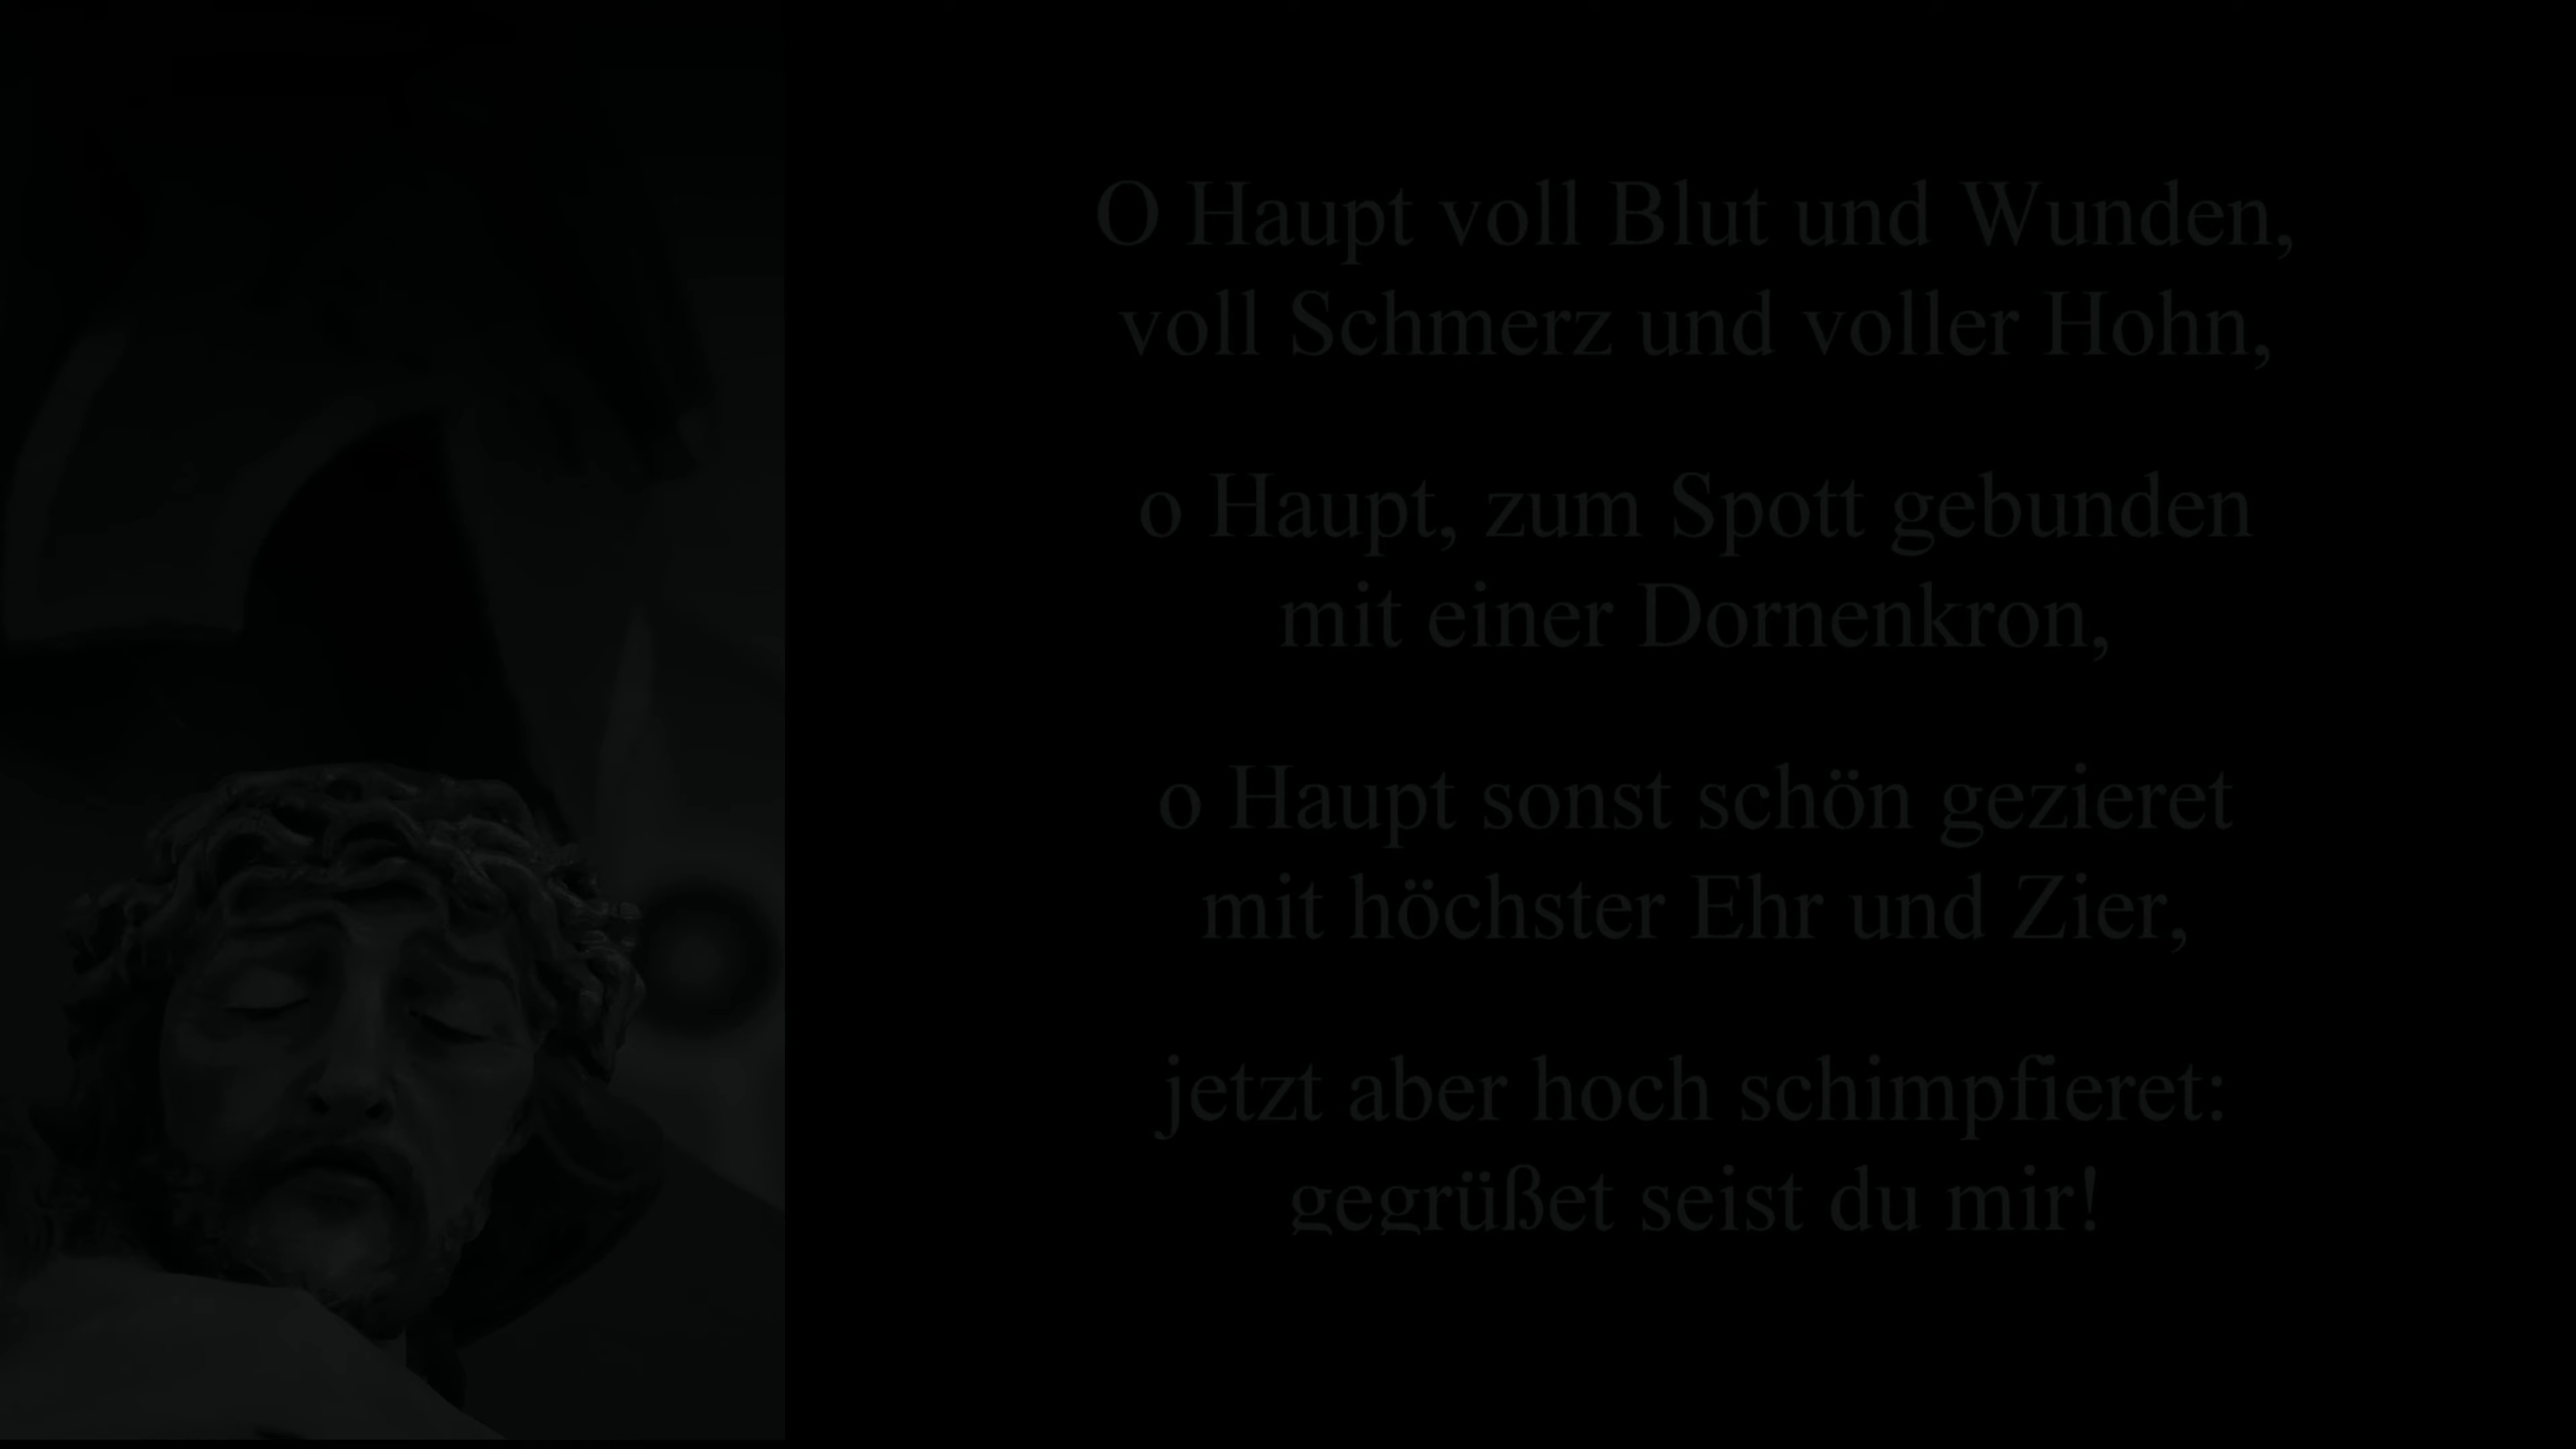 O Haupt voll Blut und Wunden,
voll Schmerz und voller Hohn,
o Haupt, zum Spott gebunden
mit einer Dornenkron,
o Haupt sonst schön gezieret
mit höchster Ehr und Zier,
jetzt aber hoch schimpfieret:
gegrüßet seist du mir!